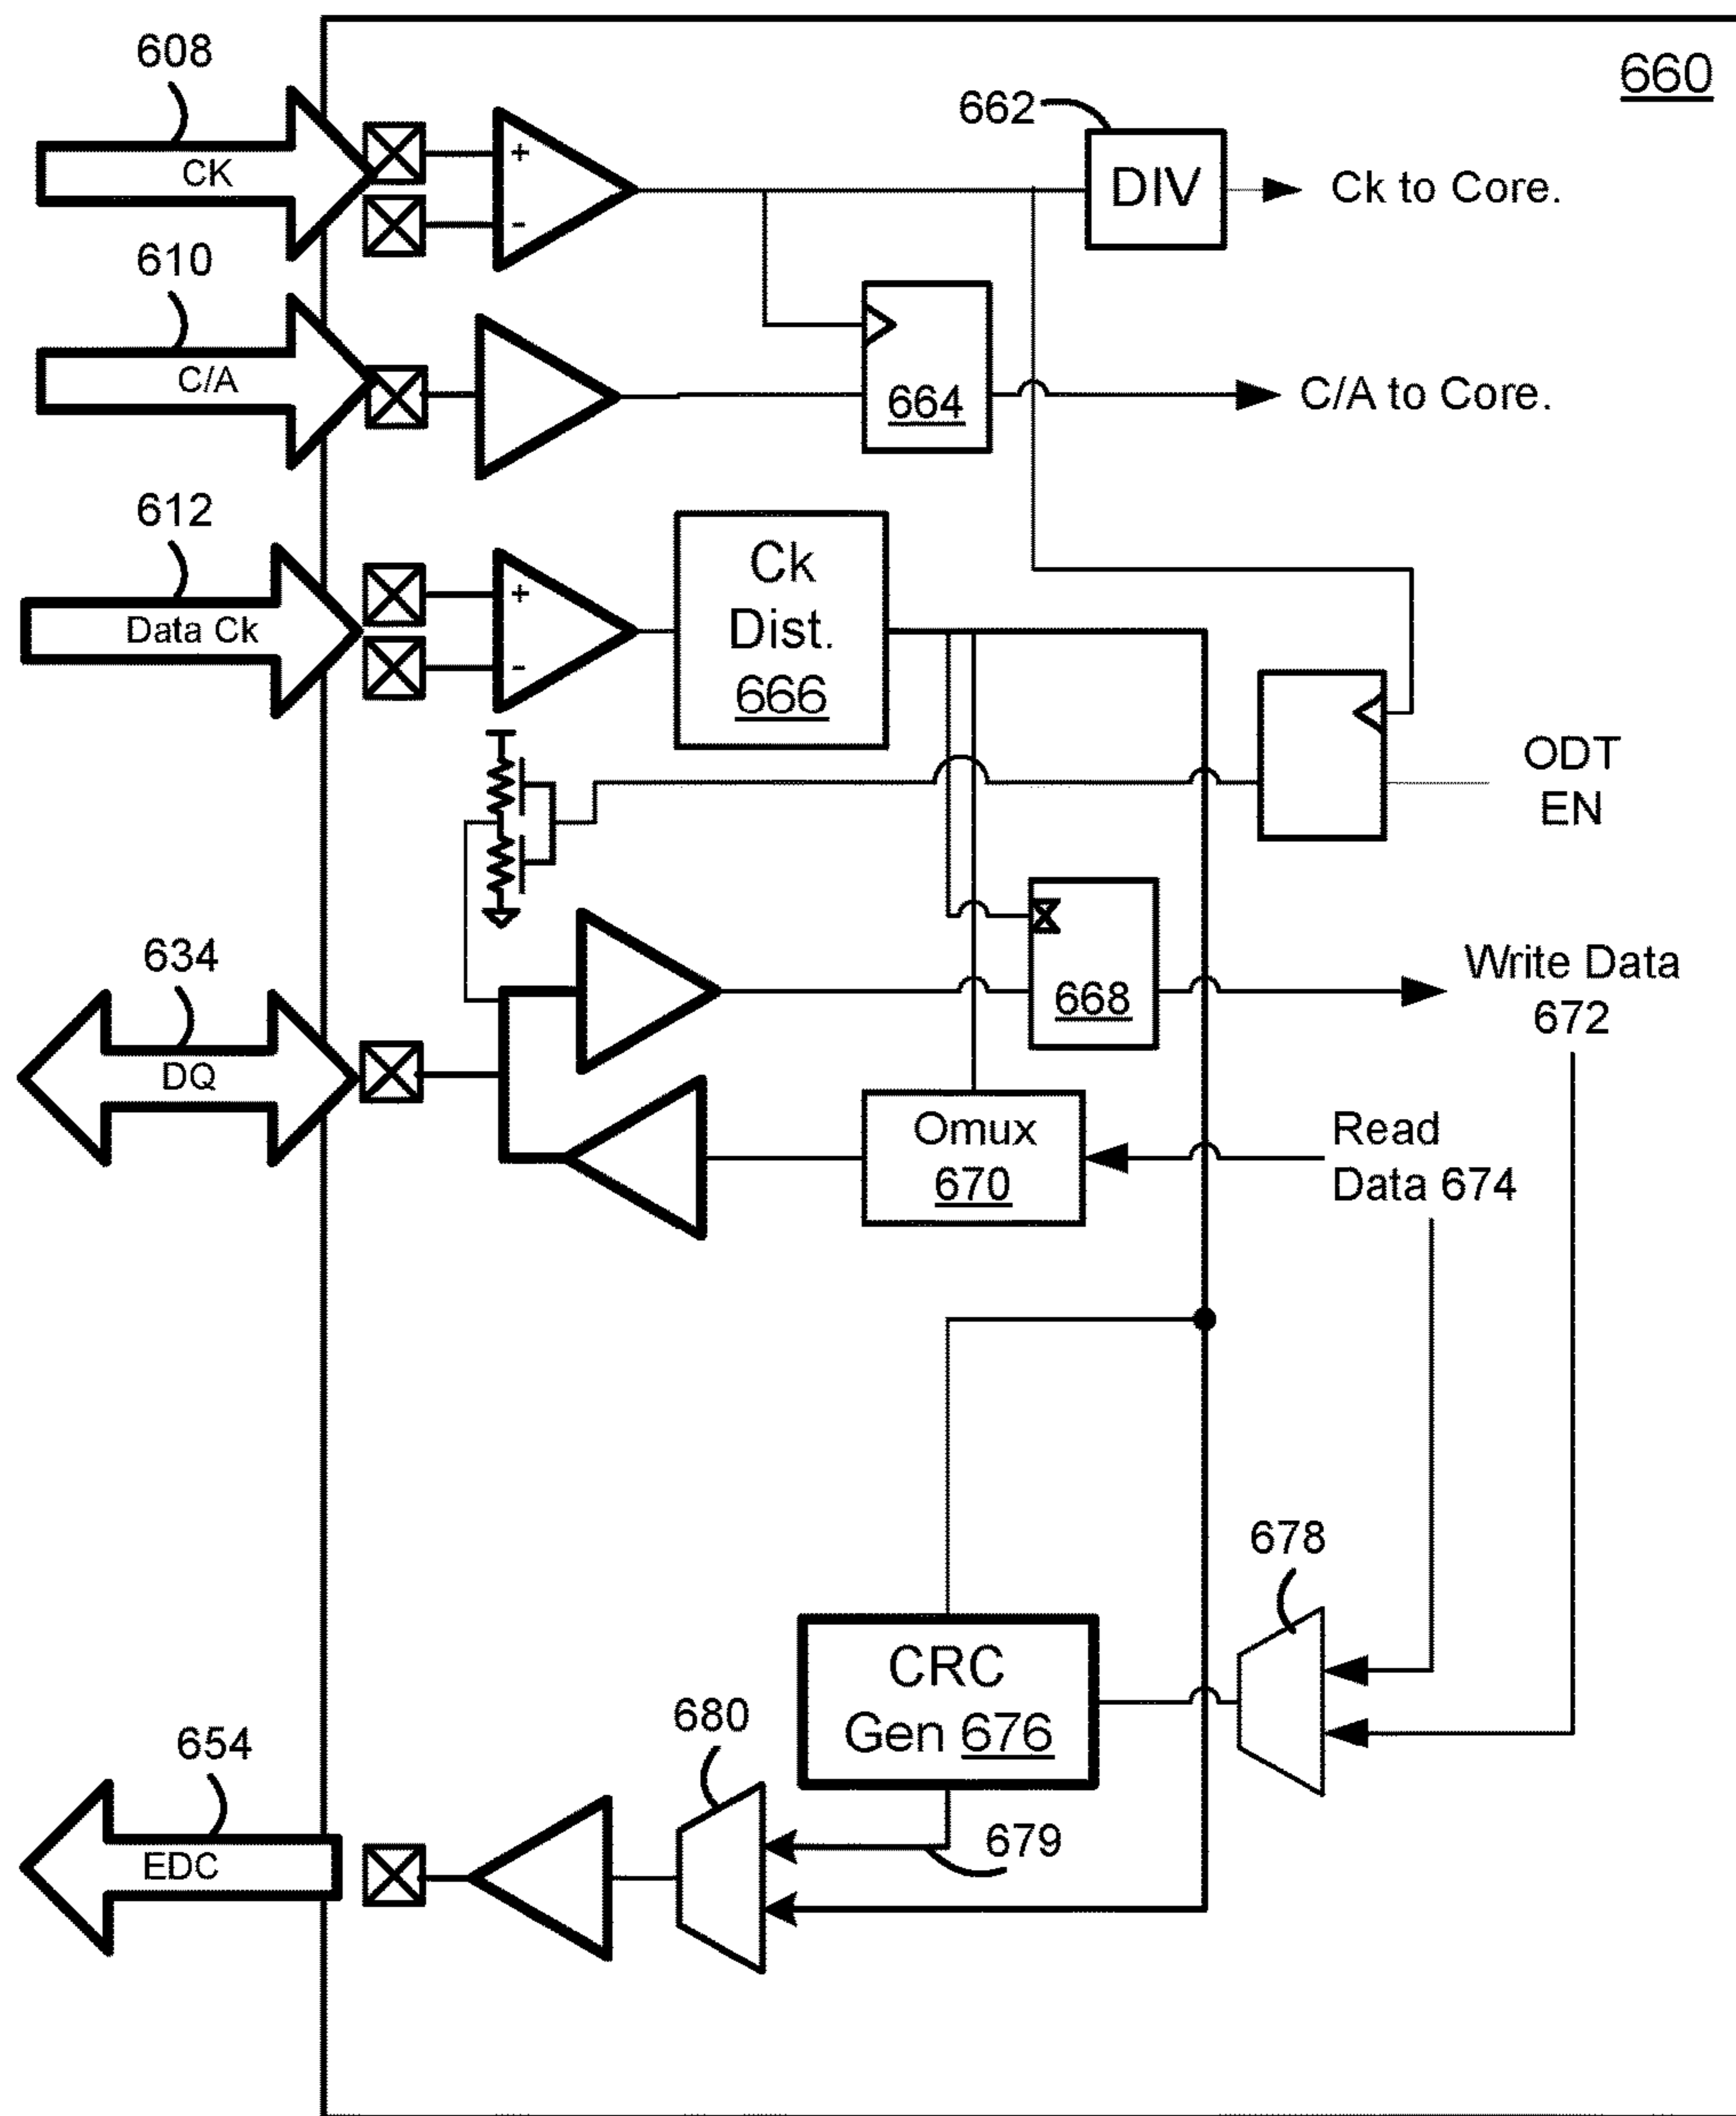 608
660
662
CK
+
-
DIV
Ck to Core.
610
C/A
664
C/A to Core.
612
Data Ck
+
-
Ck
Dist.
666
ODT
EN
634
DQ
668
Write Data
672
Omux
670
Read
Data 674
678
CRC
Gen 676
680
654
679
EDC